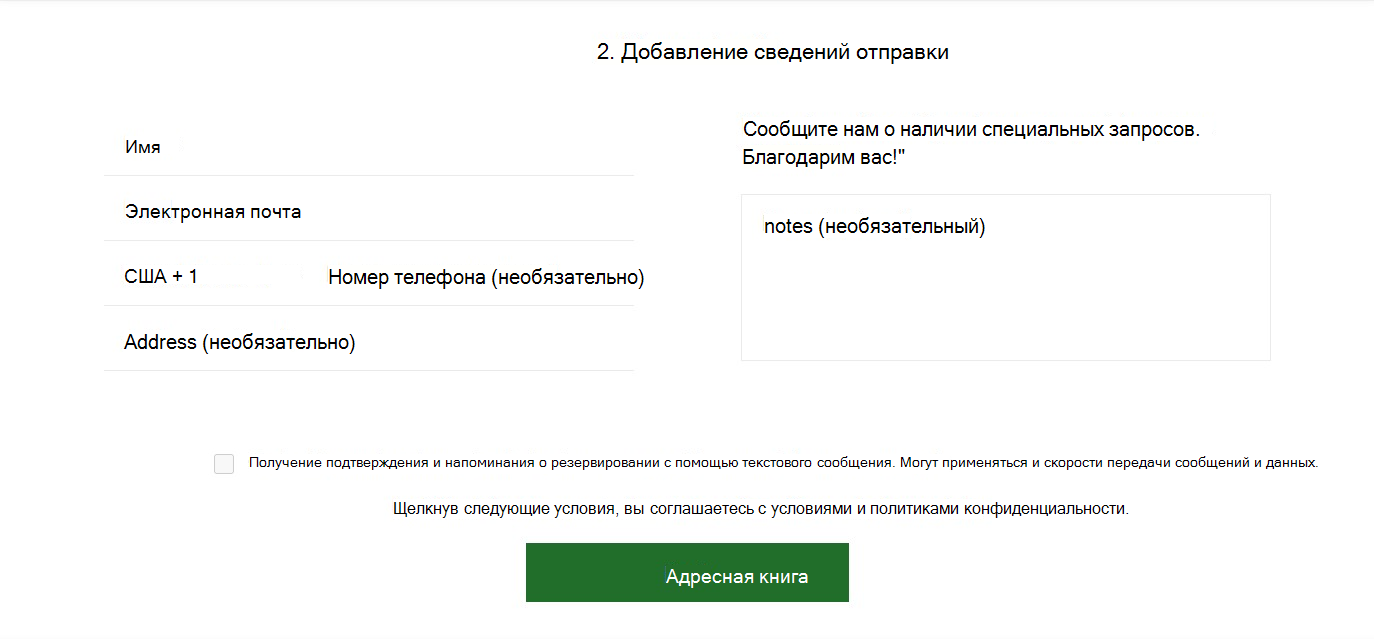 2. Добавление сведений отправки
Имя
Электронная почта
США + 1
Номер телефона (необязательно)
Address (необязательно)
Сообщите нам о наличии специальных запросов.
Благодарим вас!"
notes (необязательный)
Получение подтверждения и напоминания о резервировании с помощью текстового сообщения. Могут применяться и скорости передачи сообщений и данных.
Щелкнув следующие условия, вы соглашаетесь с условиями и политиками конфиденциальности.
Адресная книга